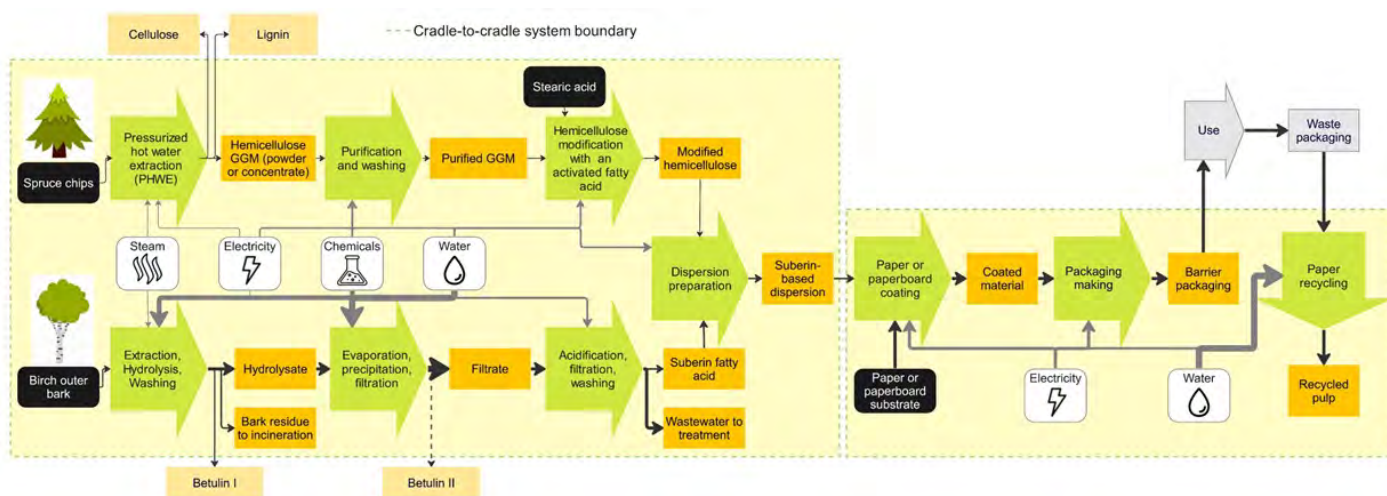 Cellulose
Lignin
Cradle-to-cradle system boundary
Stearic acid
Pressurized
hot water
extraction
(PHWE)
Hemicellulose
GGM (powder
or concentrate)
Purification
and washing
Purified GGM
Hemicellulose
modification
with an
activated fatty
acid
Modified
hemicellulose
Spruce chips
Use
Waste
packaging
Steam
Electricity
Chemicals
Water
Dispersion
preparation
Suberin-
based
dispersion
Paper or
paperboard
coating
Coated
material
Packaging
making
Barrier
packaging
Paper
recycling
Birch outer
bark
Extraction,
Hydrolysis,
Washing
Hydrolysate
Evaporation,
precipitation,
filtration
Filtrate
Acidification,
filtration,
washing
Suberin fatty
acid
Bark residue
to incineration
Wastewater to
treatment
Paper or
paperboard
substrate
Electricity
Water
Recycled
pulp
Betulin I
Betulin II